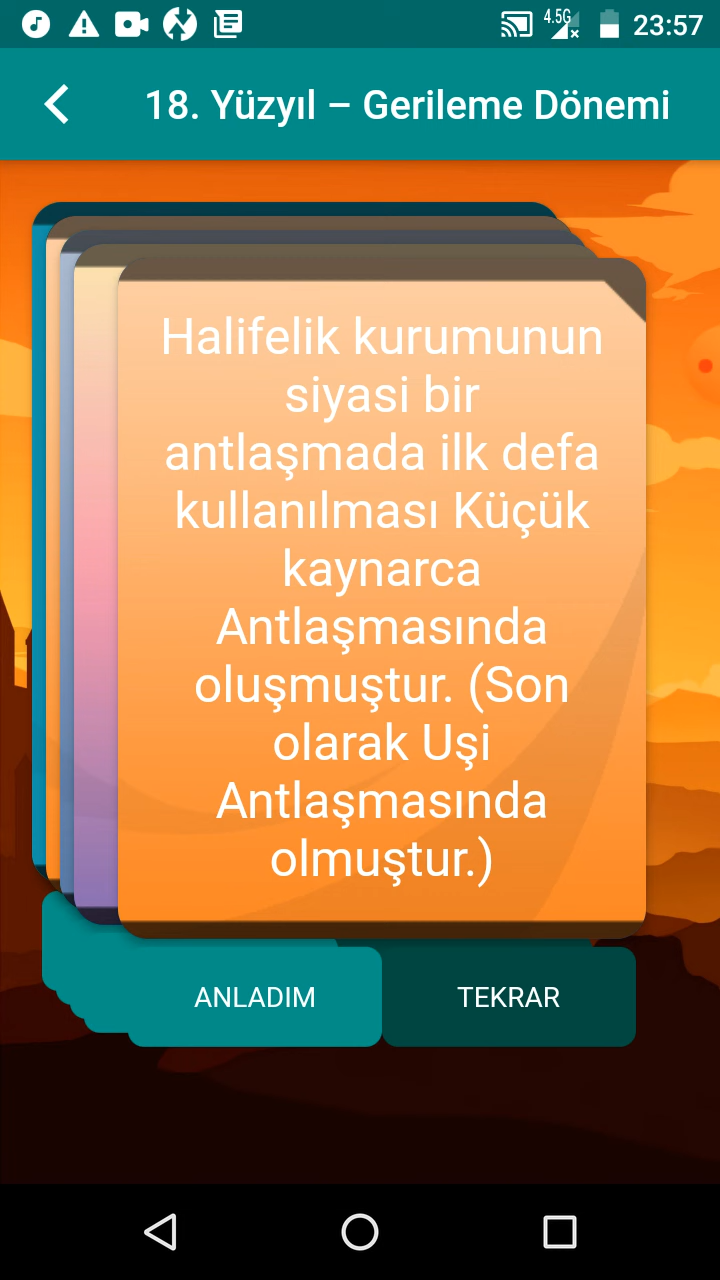 4.5G
23:57
18. Yüzyıl – Gerileme Dönemi
Halifelik kurumunun
siyasi bir
antlaşmada ilk defa
kullanılması Küçük
kaynarca
Antlaşmasında
oluşmuştur. (Son
olarak Uşi
Antlaşmasında
olmuştur.)
ANLADIM
TEKRAR